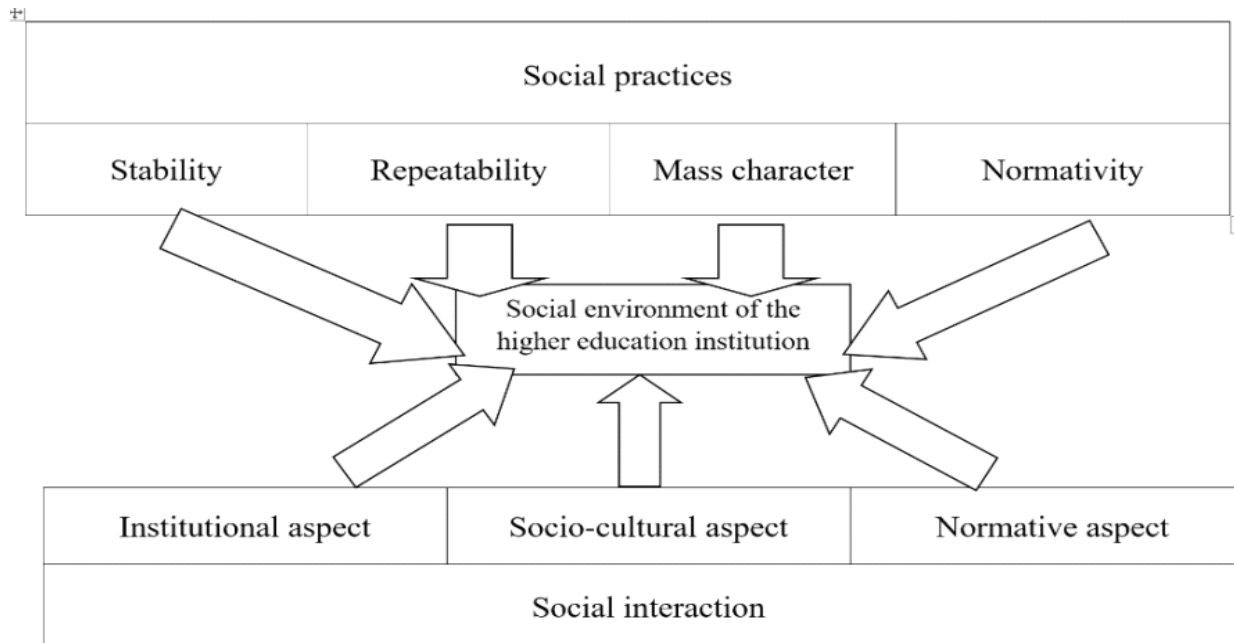 Social practices
Stability
Repeatability
Mass character
Normativity
Social environment of the
higher education institution
Institutional aspect
Socio-cultural aspect
Normative aspect
Social interaction